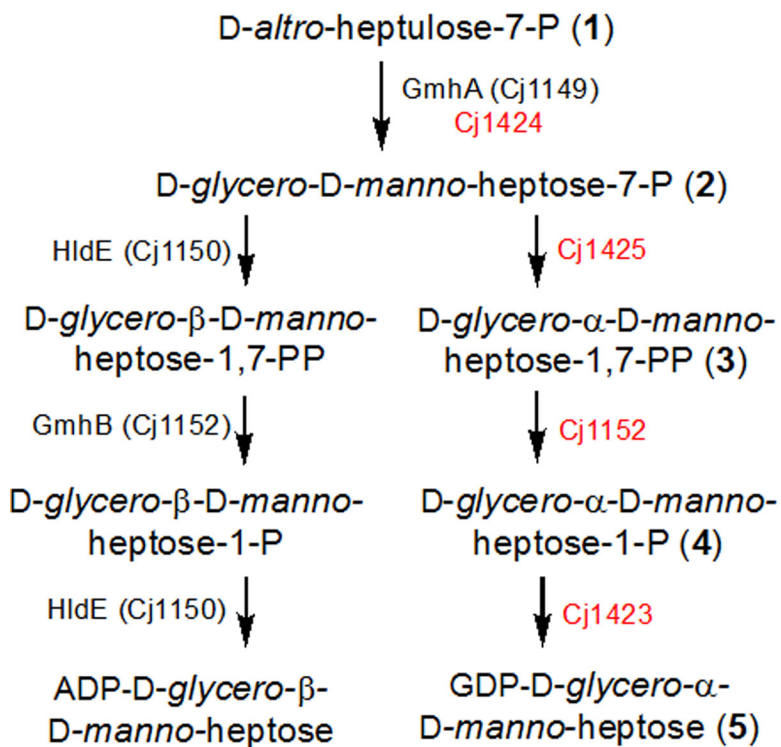 D-altro-heptulose-7-P (1)
GmhA (Cj1149)
Cj1424
D-glycero-D-manno-heptose-7-P (2)
HldE (Cj1150)
Cj1425
D-glycero-β-D-manno-
heptose-1,7-PP
D-glycero-α-D-manno-
heptose-1,7-PP (3)
GmhB (Cj1152)
Cj1152
D-glycero-β-D-manno-
heptose-1-P
D-glycero-α-D-manno-
heptose-1-P (4)
HldE (Cj1150)
Cj1423
ADP-D-glycero-β-
D-manno-heptose
GDP-D-glycero-α-
D-manno-heptose (5)